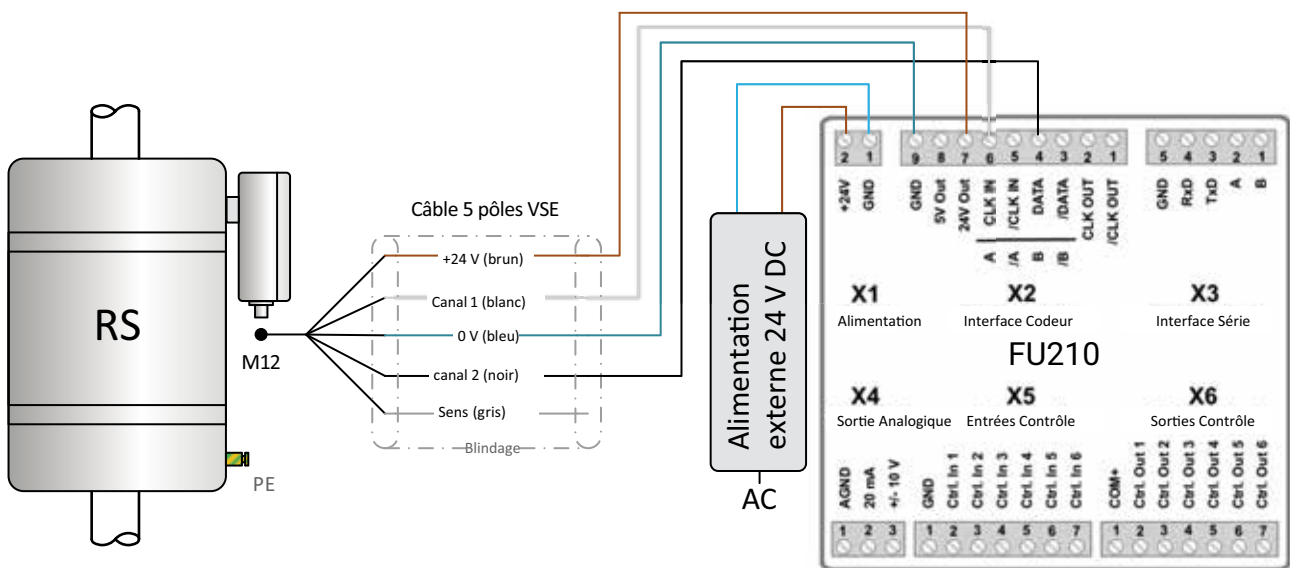 RS
M12
PE
Câble 5 pôles VSE
+24 V (brun)
Canal 1 (blanc)
0 V (bleu)
canal 2 (noir)
Sens (gris)
Blindage
Alimentation
externe 24 V DC
AC
2 1
+24V
GND
9 8 7 6 5 4 3 2 1
GND
5V Out
24V Out
CLK IN
/CLK IN
DATA
/DATA
CLK OUT
/CLK OUT
A
/A
B
/B
5 4 3 2 1
GND
RxD
TxD
A
B
X1
Alimentation
X2
Interface Codeur
X3
Interface Série
FU210
X4
Sortie Analogique
X5
Entrées Contrôle
X6
Sorties Contrôle
AGND
20 mA
+/- 10 V
1 2 3
GND
Ctrl. In 1
Ctrl. In 2
Ctrl. In 3
Ctrl. In 4
Ctrl. In 5
Ctrl. In 6
1 2 3 4 5 6 7
COM+
Ctrl. Out 1
Ctrl. Out 2
Ctrl. Out 3
Ctrl. Out 4
Ctrl. Out 5
Ctrl. Out 6
1 2 3 4 5 6 7